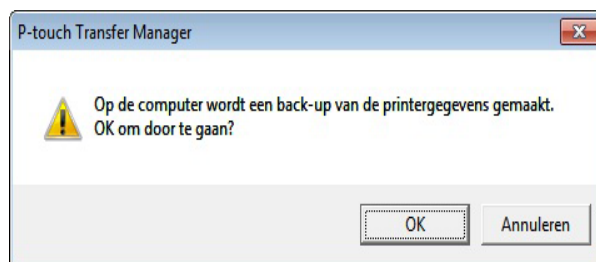 P-touch Transfer Manager
Op de computer wordt een back-up van de printergegevens gemaakt.
OK om door te gaan?
OK
Annuleren